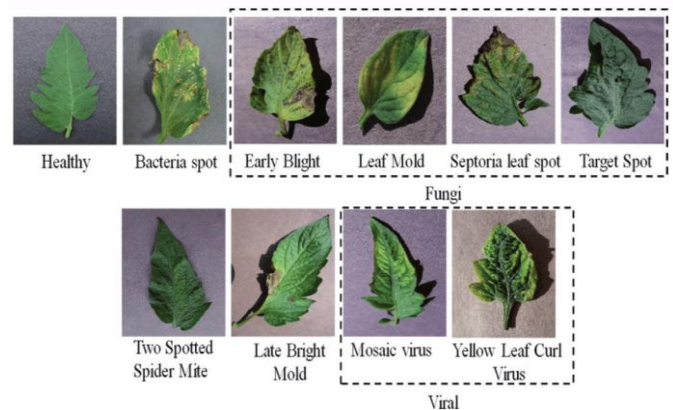 Healthy
Bacteria spot
Early Blight
Leaf Mold
Septoria leaf spot
Target Spot
Fungi
Two Spotted
Spider Mite
Late Bright
Mold
Mosaic virus
Yellow Leaf Curl
Virus
Viral